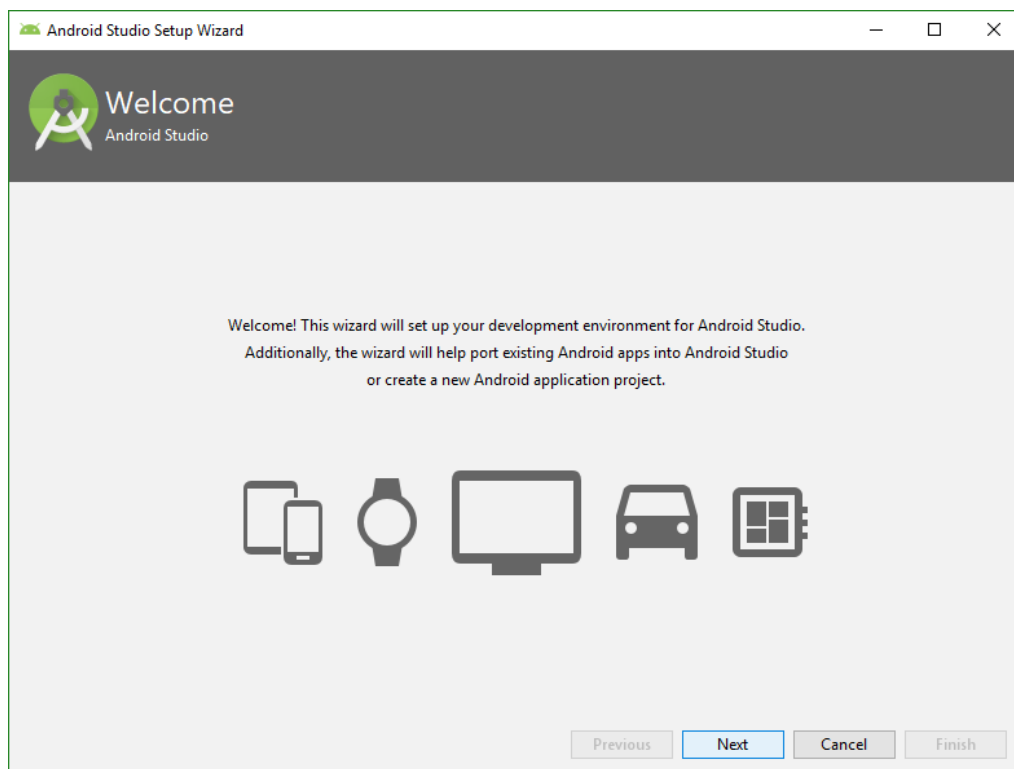 Android Studio Setup Wizard
Welcome
Android Studio
Welcome! This wizard will set up your development environment for Android Studio.
Additionally, the wizard will help port existing Android apps into Android Studio
or create a new Android application project.
Previous Next Cancel Finish